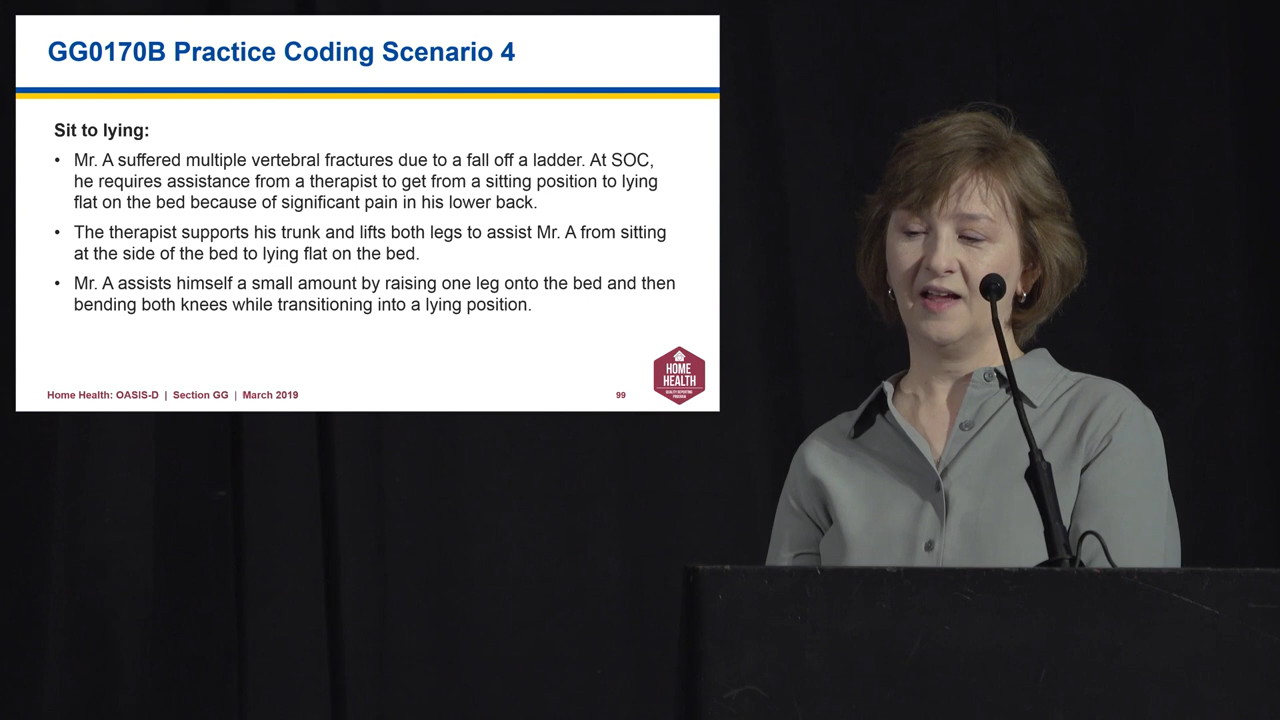 GG0170B Practice Coding Scenario 4
Sit to lying:
• Mr. A suffered multiple vertebral fractures due to a fall off a ladder. At SOC,
he requires assistance from a therapist to get from a sitting position to lying
flat on the bed because of significant pain in his lower back.
• The therapist supports his trunk and lifts both legs to assist Mr. A from sitting
at the side of the bed to lying flat on the bed.
• Mr. A assists himself a small amount by raising one leg onto the bed and then
bending both knees while transitioning into a lying position.
HOME
HEALTH
QUALITY REPORTING
PROGRAM
Home Health: OASIS-D | Section GG | March 2019
99